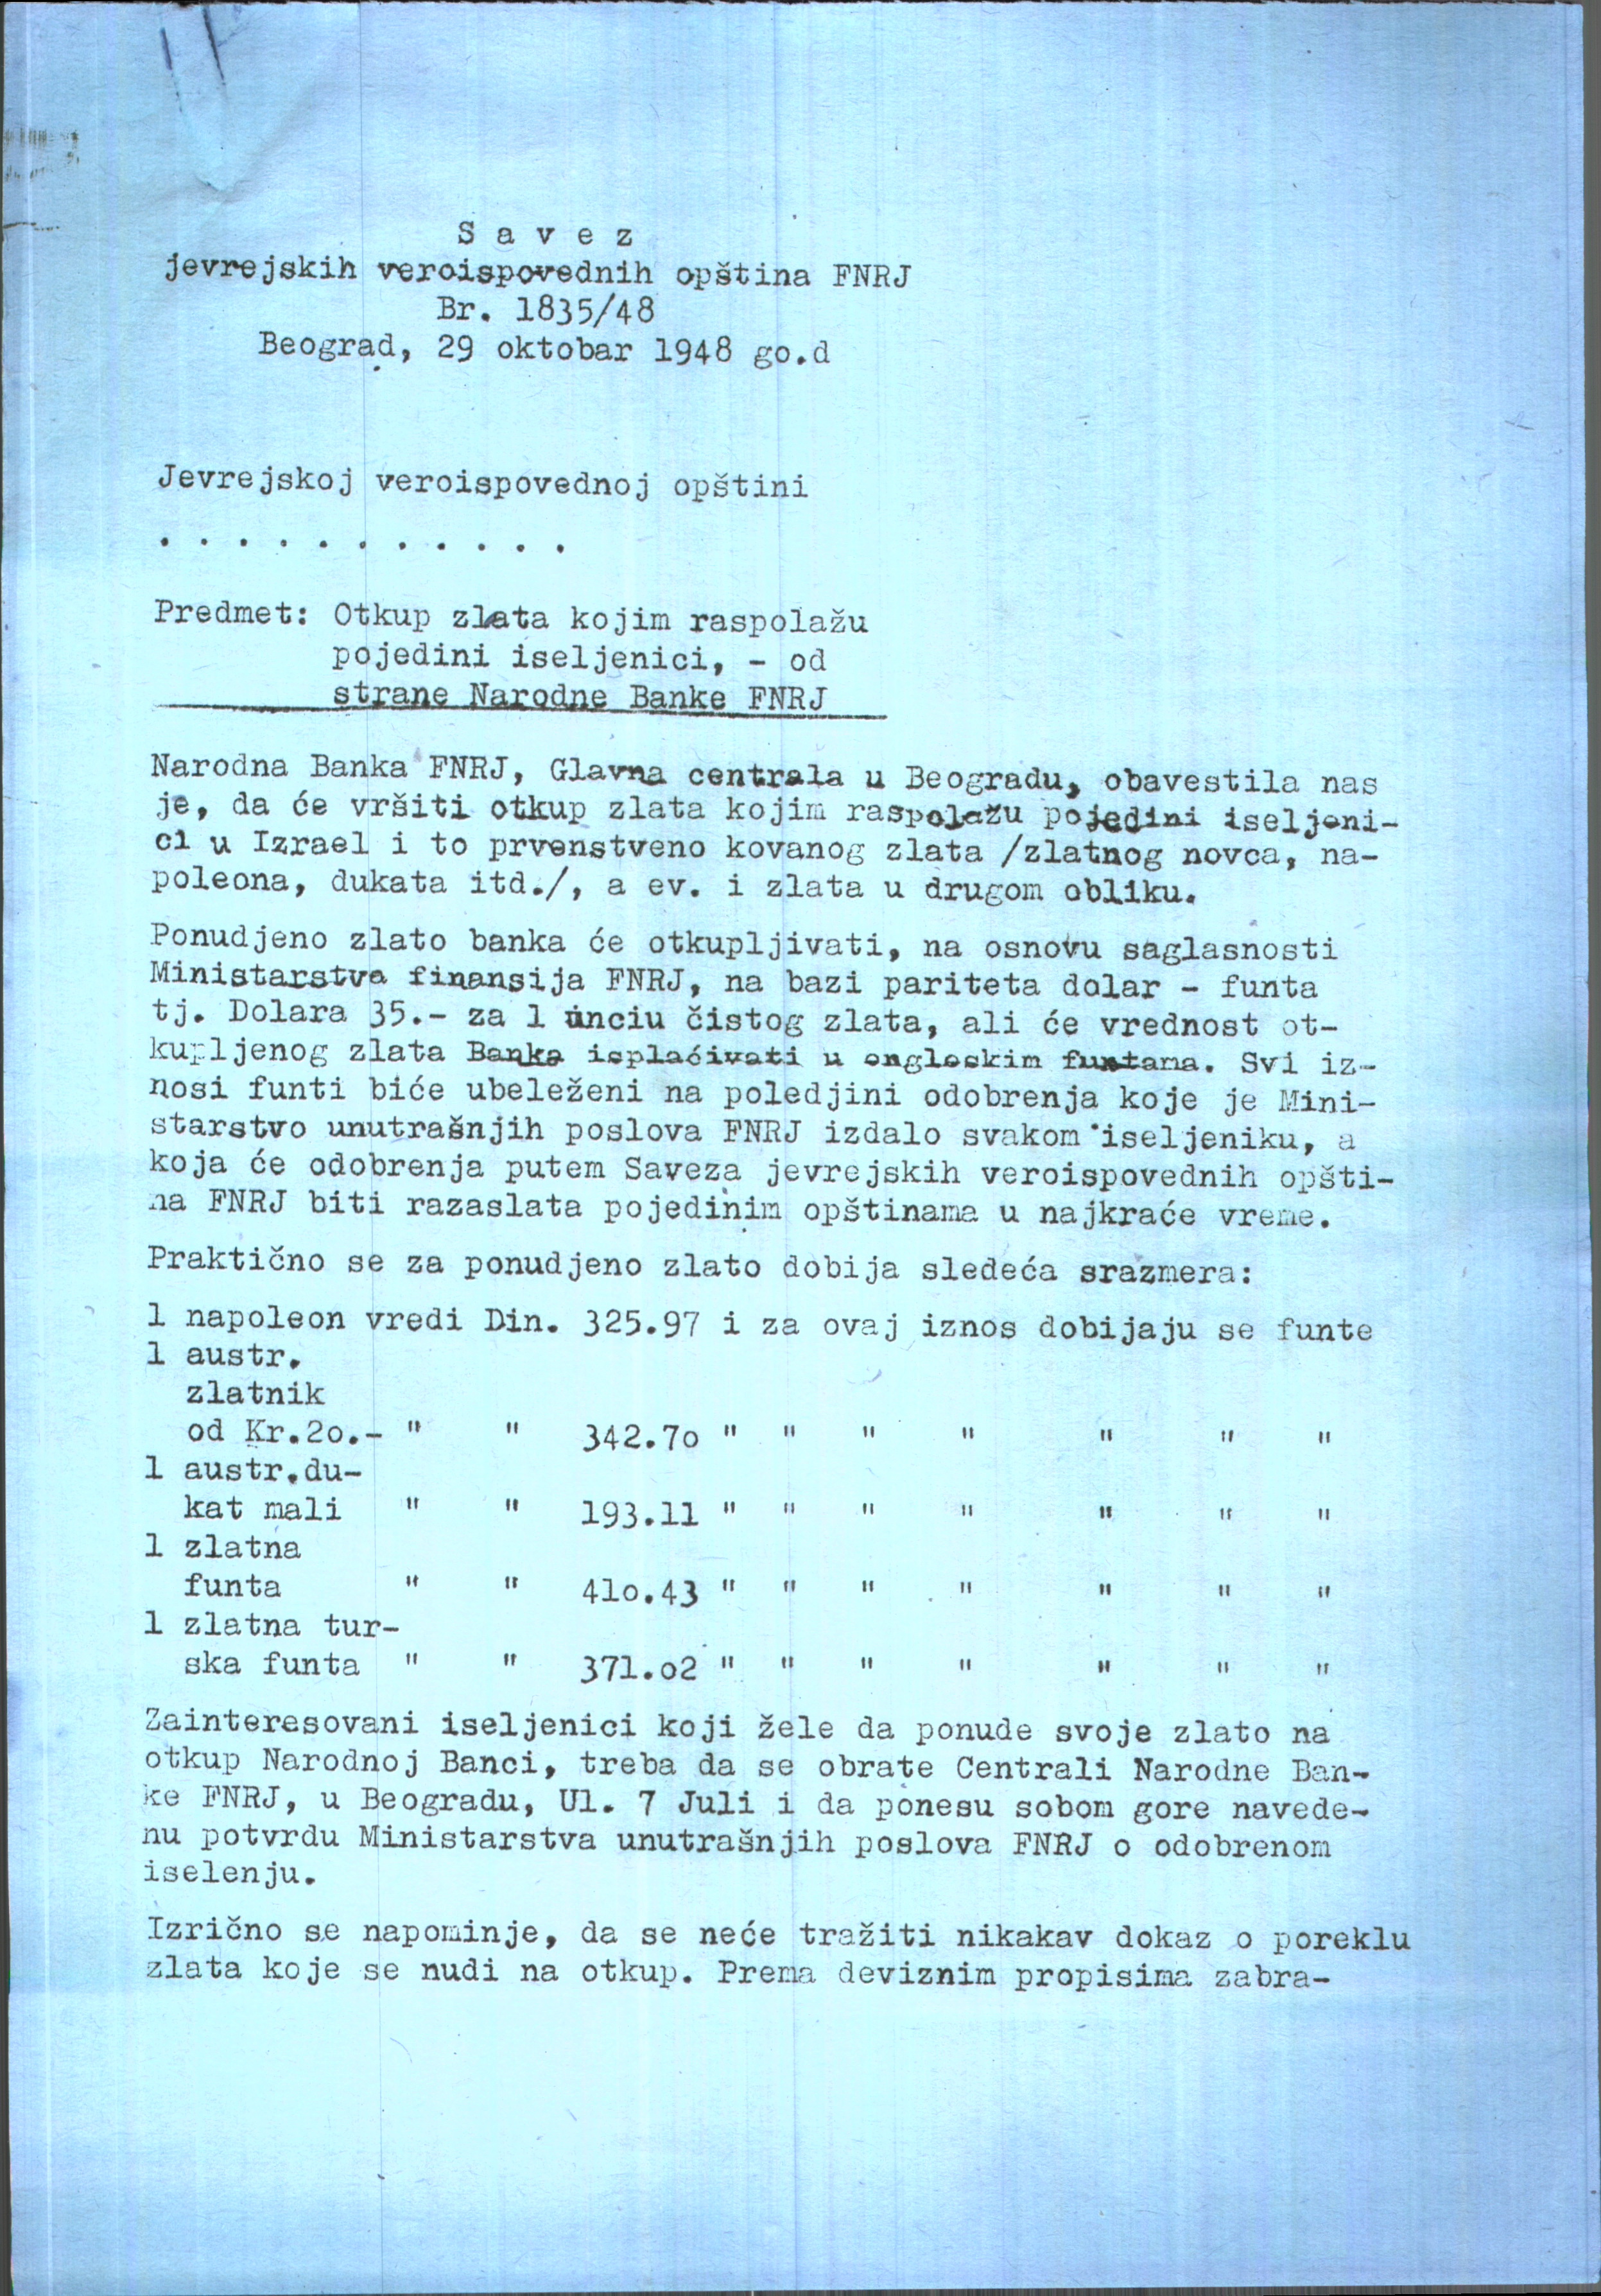 S a v e z
jevrejskih veroispovednih opština FNRJ
Br. 1835/48
Beograd, 29 oktobar 1948 go.d
Jevrejskoj veroispovednoj opštini
. . . . . . . . . . .
Predmet: Otkup zlata kojim raspolažu
pojedini iseljenici, - od
strane Narodne Banke FNRJ
Narodna Banka FNRJ, Glavna centrala u Beogradu, obavestila nas
je, da će vršiti otkup zlata kojim raspolažu pojedini iseljeni-
ci u Izrael i to prvenstveno kovanog zlata /zlatnog novca, na-
poleona, dukata itd./, a ev. i zlata u drugom obliku.
Ponudjeno zlato banka će otkupljivati, na osnovu saglasnosti
Ministarstva finansija FNRJ, na bazi pariteta dolar - funta
tj. Dolara 35.- za 1 unciu čistog zlata, ali će vrednost ot-
kupljenog zlata Banka isplaćivati u engleskim funtama. Svi iz-
nosi funti biće ubeleženi na poledjini odobrenja koje je Mini-
starstvo unutrašnjih poslova FNRJ izdalo svakom iseljeniku, a
koja će odobrenja putem Saveza jevrejskih veroispovednih opšti-
na FNRJ biti razaslata pojedinim opštinama u najkraće vreme.
Praktično se za ponudjeno zlato dobija sledeća srazmera:
1 napoleon vredi Din. 325.97 i za ovaj iznos dobijaju se funte
1 austr.
zlatnik
od Kr.2o.- " " 342.7o " " " " " " "
1 austr.du-
kat mali " " 193.11 " " " " " " "
1 zlatna
funta " " 41o.43 " " " " " " "
1 zlatna tur-
ska funta " " 371.o2 " " " " " " "
Zainteresovani iseljenici koji žele da ponude svoje zlato na
otkup Narodnoj Banci, treba da se obrate Centrali Narodne Ban-
ke FNRJ, u Beogradu, Ul. 7 Juli i da ponesu sobom gore navede-
nu potvrdu Ministarstva unutrašnjih poslova FNRJ o odobrenom
iselenju.
Izrično se napominje, da se neće tražiti nikakav dokaz o poreklu
zlata koje se nudi na otkup. Prema deviznim propisima zabra-